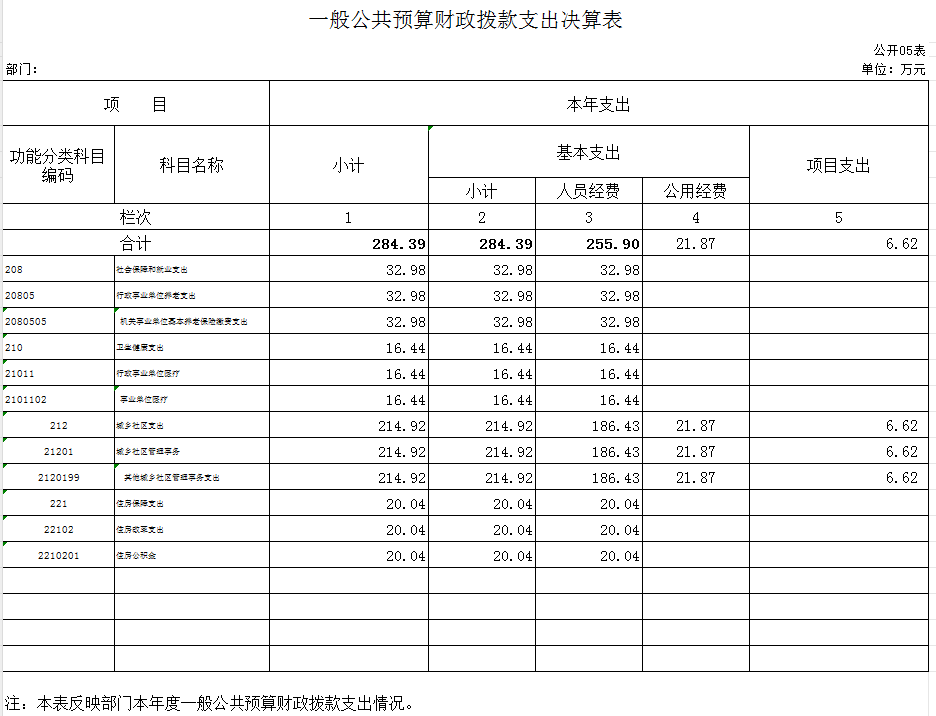 一般公共预算财政拨款支出决算表
公开05表
部门： 单位：万元
项 目 本年支出
功能分类科目编码 科目名称 小计 基本支出 项目支出
小计 人员经费 公用经费
栏次 1 2 3 4 5
合计 284.39 284.39 255.90 21.87 6.62
208 社会保障和就业支出 32.98 32.98 32.98
20805 行政事业单位养老支出 32.98 32.98 32.98
2080505 机关事业单位基本养老保险缴费支出 32.98 32.98 32.98
210 卫生健康支出 16.44 16.44 16.44
21011 行政事业单位医疗 16.44 16.44 16.44
2101102 事业单位医疗 16.44 16.44 16.44
212 城乡社区支出 214.92 214.92 186.43 21.87 6.62
21201 城乡社区管理事务 214.92 214.92 186.43 21.87 6.62
2120199 其他城乡社区管理事务支出 214.92 214.92 186.43 21.87 6.62
221 住房保障支出 20.04 20.04 20.04
22102 住房改革支出 20.04 20.04 20.04
2210201 住房公积金 20.04 20.04 20.04
注：本表反映部门本年度一般公共预算财政拨款支出情况。